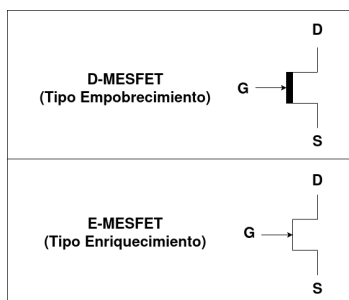 D
D-MESFET
(Tipo Empobrecimiento)
G
S
D
E-MESFET
(Tipo Enriquecimiento)
G
S